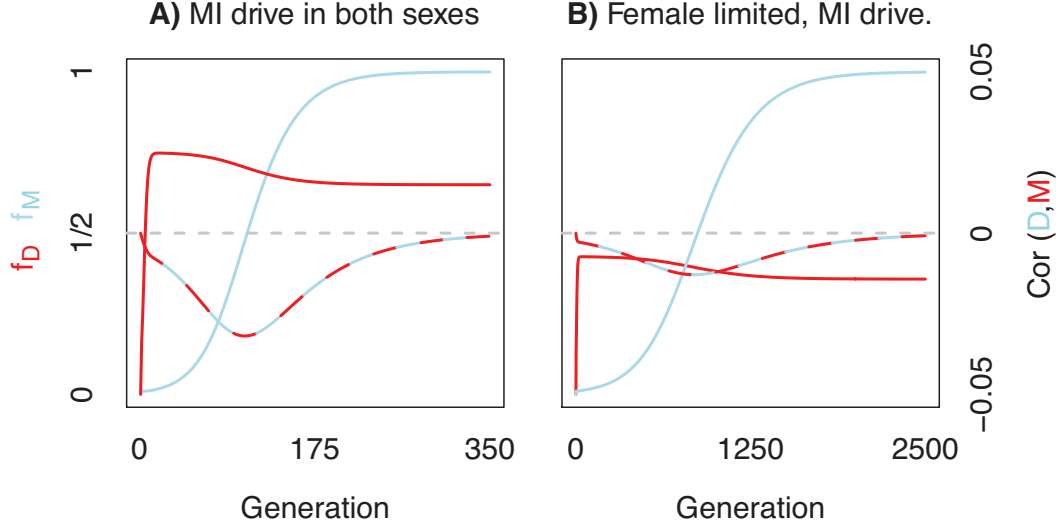 A) MI drive in both sexes
B) Female limited, MI drive.
f_D f_M
0 1/2 1
0 175 350
Generation
0 1250 2500
Generation
−0.05 0 0.05
Cor (D,M)